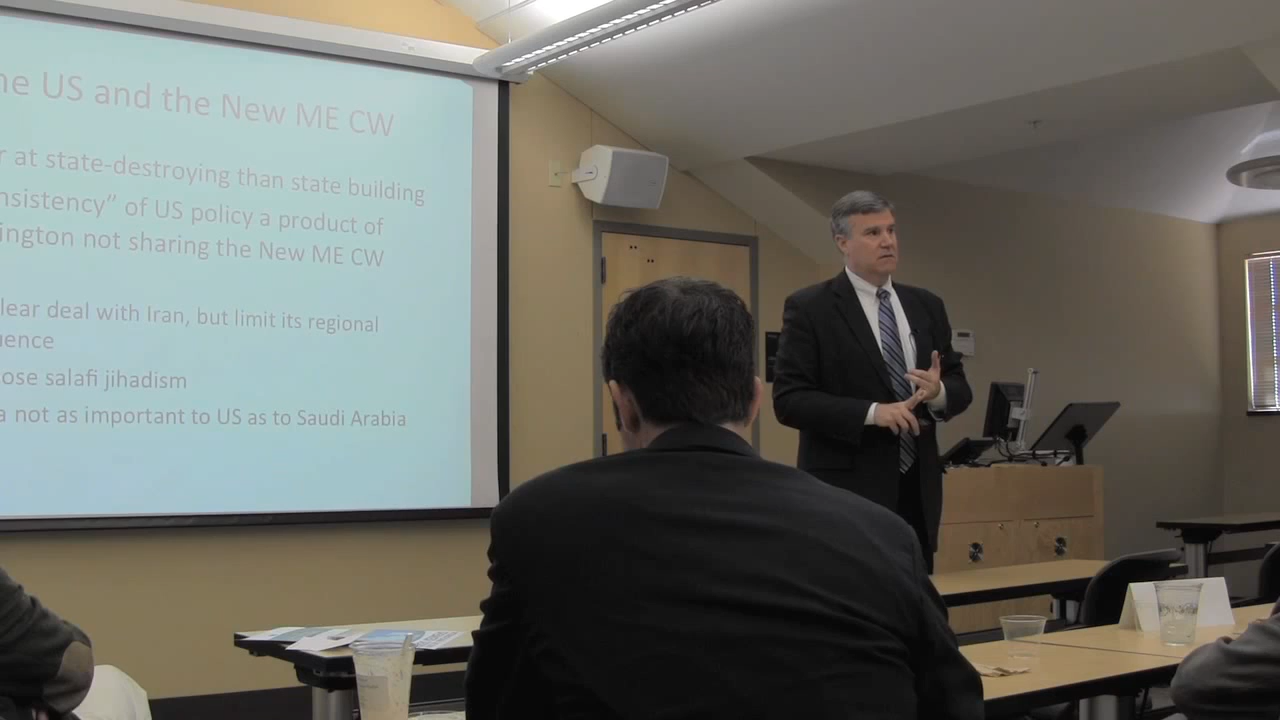 he US and the New ME CW
r at state-destroying than state building
nsistency” of US policy a product of
ington not sharing the New ME CW
lear deal with Iran, but limit its regional
uence
ose salafi jihadism
a not as important to US as to Saudi Arabia